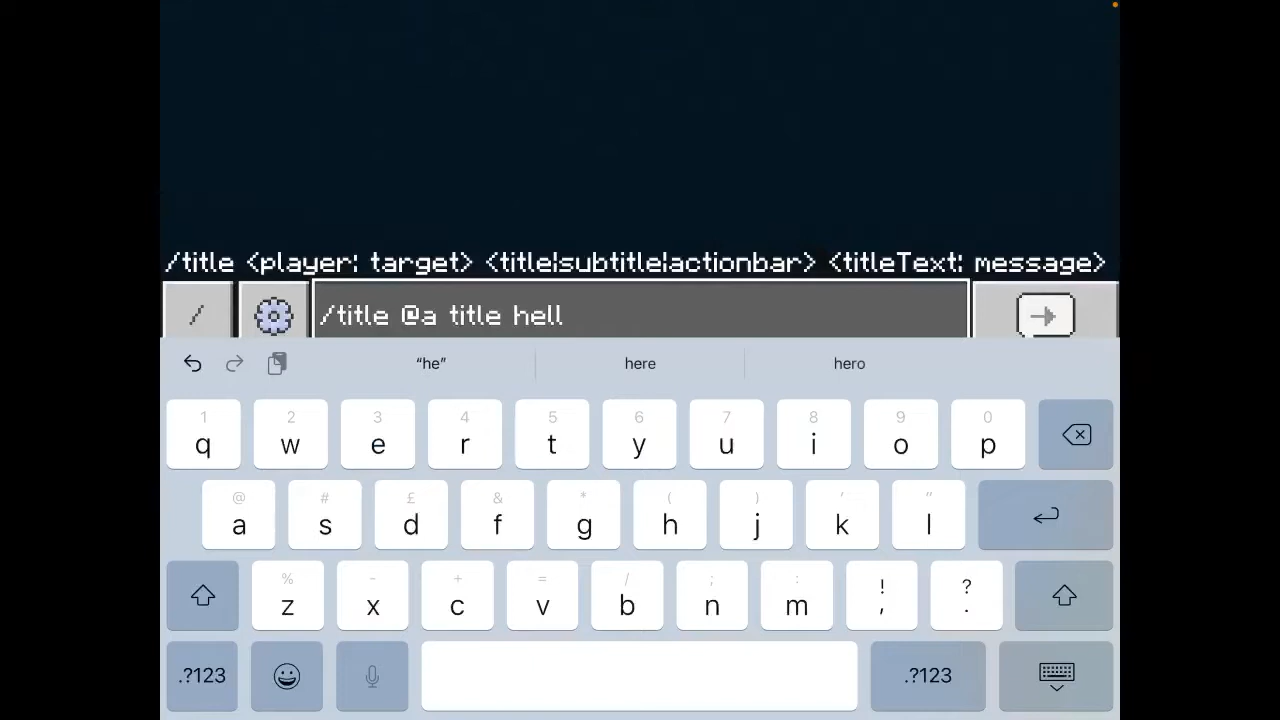 /title <player: target> <title|subtitle|actionbar> <titleText: message>
/ /title @a title hell
“he” here hero
1 2 3 4 5 6 7 8 9 0
q w e r t y u i o p
@ # £ & * ( ) ' "
a s d f g h j k l
% - + = / ; : ! ?
z x c v b n m , .
.?123 .?123